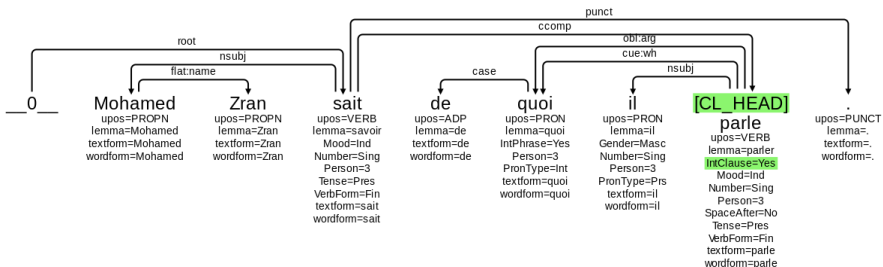 punct
ccomp
root obl:arg
nsubj cue:wh
flat:name case nsubj
__0__ Mohamed Zran sait de quoi il [CL_HEAD] .
upos=PROPN upos=PROPN upos=VERB upos=ADP upos=PRON upos=PRON parle upos=PUNCT
lemma=Mohamed lemma=Zran lemma=savoir lemma=de lemma=quoi lemma=il upos=VERB lemma=.
textform=Mohamed textform=Zran Mood=Ind textform=de IntPhrase=Yes Gender=Masc lemma=parler textform=.
wordform=Mohamed wordform=Zran Number=Sing wordform=de Person=3 Number=Sing IntClause=Yes wordform=.
Person=3 PronType=Int Person=3 Mood=Ind
Tense=Pres textform=quoi PronType=Prs Number=Sing
VerbForm=Fin wordform=quoi textform=il Person=3
textform=sait wordform=il SpaceAfter=No
wordform=sait Tense=Pres
VerbForm=Fin
textform=parle
wordform=parle